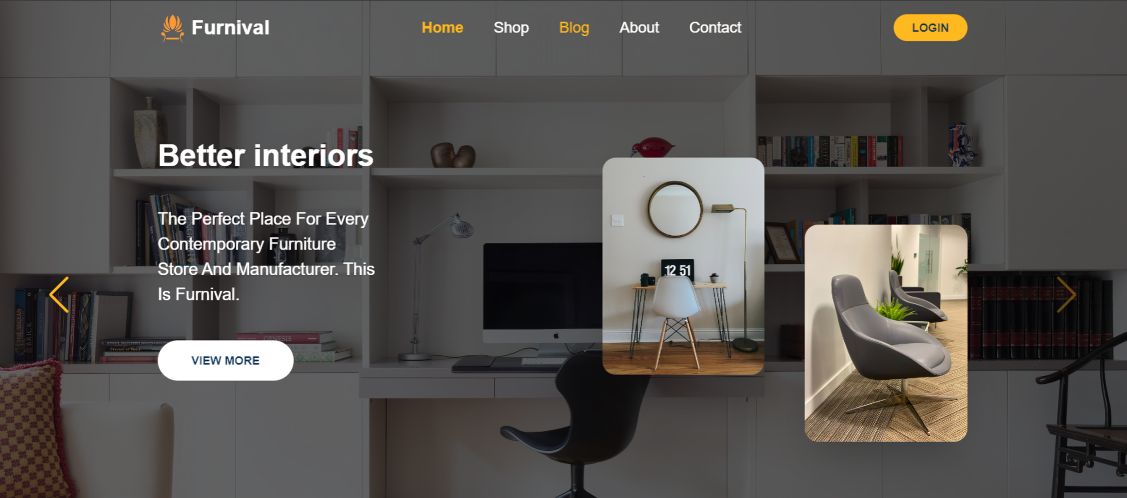 Furnival
Home Shop Blog About Contact
LOGIN
Better interiors
The Perfect Place For Every
Contemporary Furniture
Store And Manufacturer. This
Is Furnival.
VIEW MORE
12 51